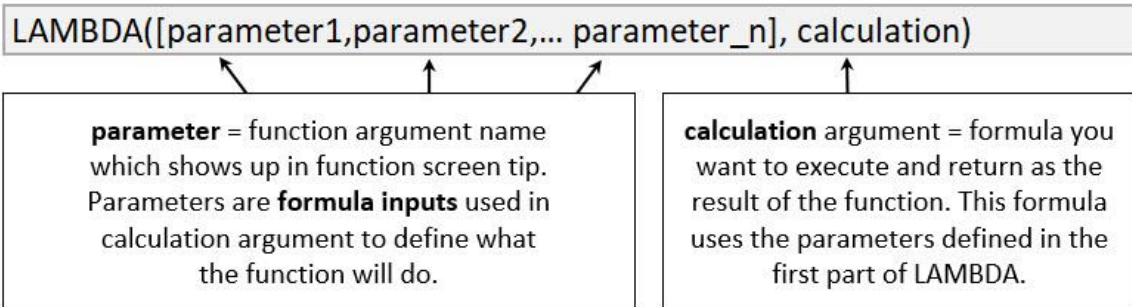 LAMBDA([parameter1,parameter2,... parameter_n], calculation)
parameter = function argument name
which shows up in function screen tip.
Parameters are formula inputs used in
calculation argument to define what
the function will do.
calculation argument = formula you
want to execute and return as the
result of the function. This formula
uses the parameters defined in the
first part of LAMBDA.